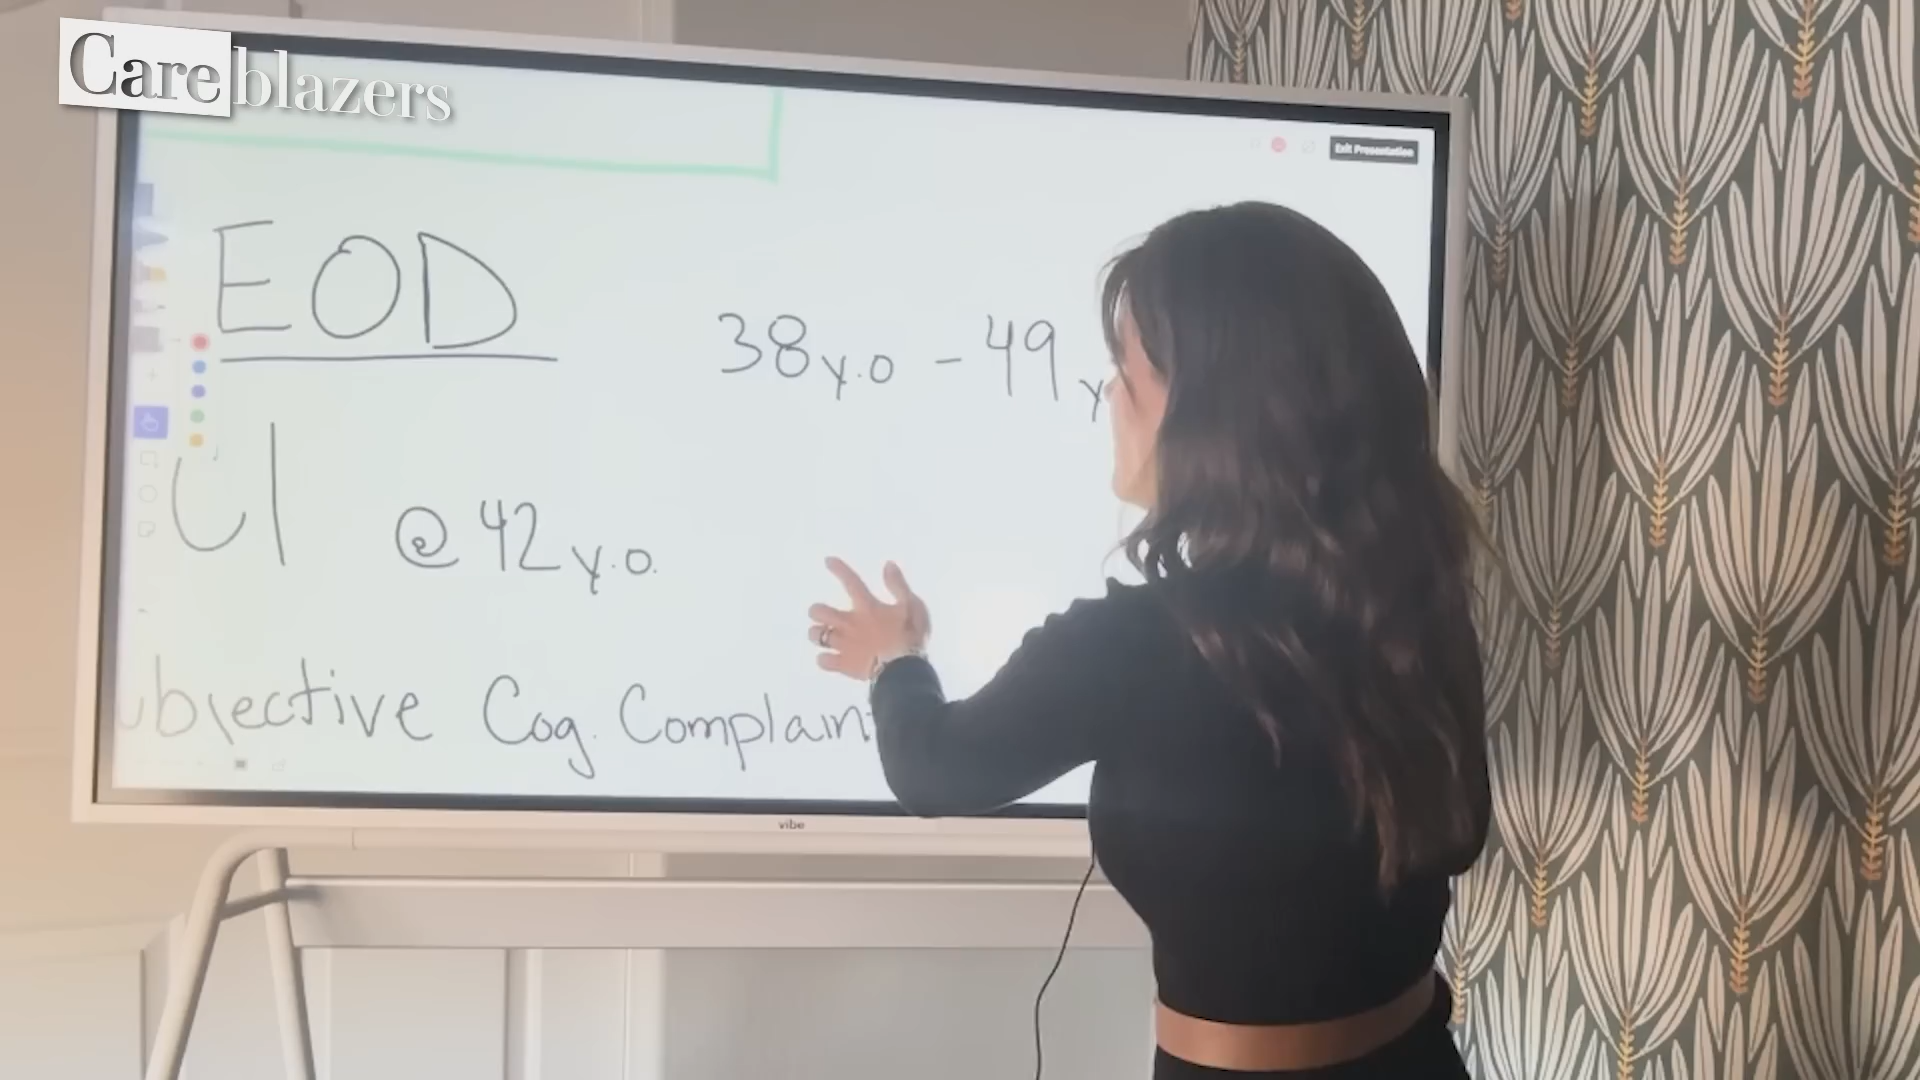 Careblazers
Exit Presentation
EOD
38 y.o - 49 y
CI @ 42 y.o.
ubjective Cog. Complain
vibe